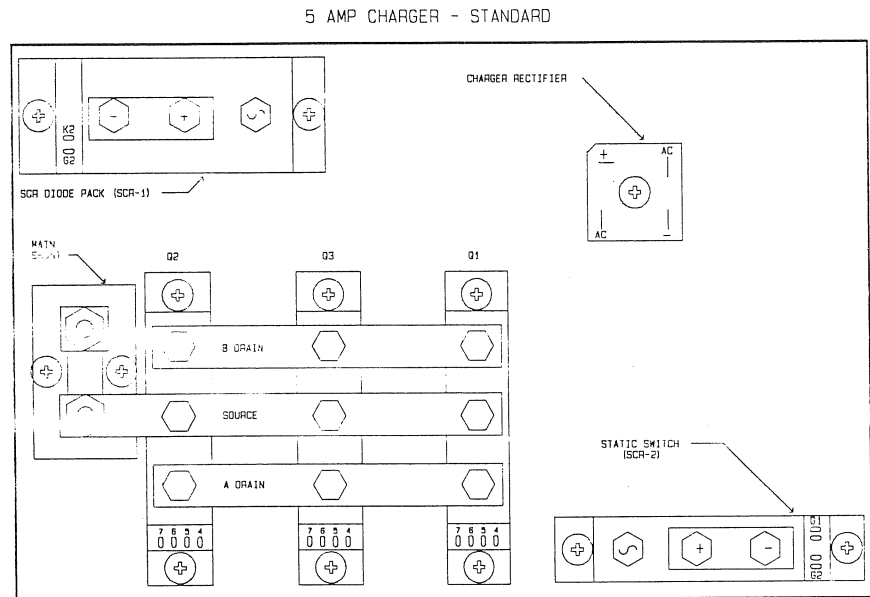 5 AMP CHARGER - STANDARD
CHARGER RECTIFIER
K2
G2
- +
+ AC
AC -
SCR DIODE PACK (SCR-1)
MAIN
SHUNT
Q2 Q3 Q1
B DRAIN
SOURCE
A DRAIN
STATIC SWITCH
(SCR-2)
7 6 5 4 7 6 5 4 7 6 5 4
G1
+ -
G2